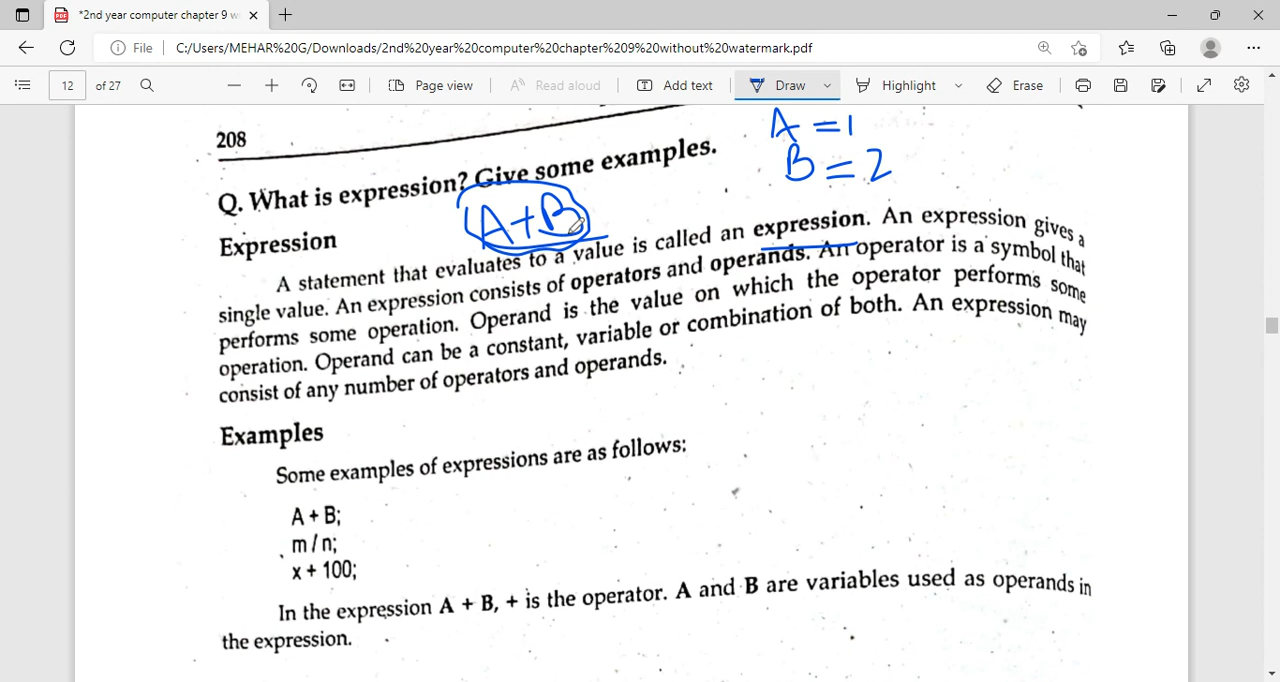 *2nd year computer chapter 9 w
File C:/Users/MEHAR%20G/Downloads/2nd%20year%20computer%20chapter%209%20without%20watermark.pdf
12 of 27 Page view Read aloud Add text Draw Highlight Erase
208
A = 1
B = 2
Q. What is expression? Give some examples.
A+B
Expression
A statement that evaluates to a value is called an expression. An expression gives a
single value. An expression consists of operators and operands. An operator is a symbol that
performs some operation. Operand is the value on which the operator performs some
operation. Operand can be a constant, variable or combination of both. An expression may
consist of any number of operators and operands.
Examples
Some examples of expressions are as follows:
A + B;
m / n;
x + 100;
In the expression A + B, + is the operator. A and B are variables used as operands in
the expression.